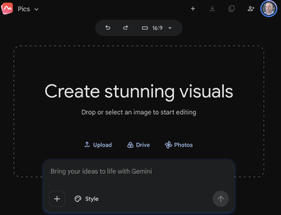 Pics
16:9
Create stunning visuals
Drop or select an image to start editing
Upload
Drive
Photos
Bring your ideas to life with Gemini
Style